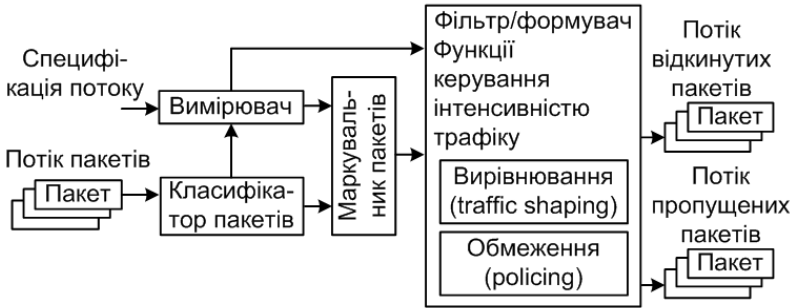 Специфі-
кація потоку
Вимірювач
Потік пакетів
Пакет
Класифіка-
тор пакетів
Маркуваль-
ник пакетів
Фільтр/формувач
Функції
керування
інтенсивністю
трафіку
Вирівнювання
(traffic shaping)
Обмеження
(policing)
Потік
відкинутих
пакетів
Пакет
Потік
пропущених
пакетів
Пакет